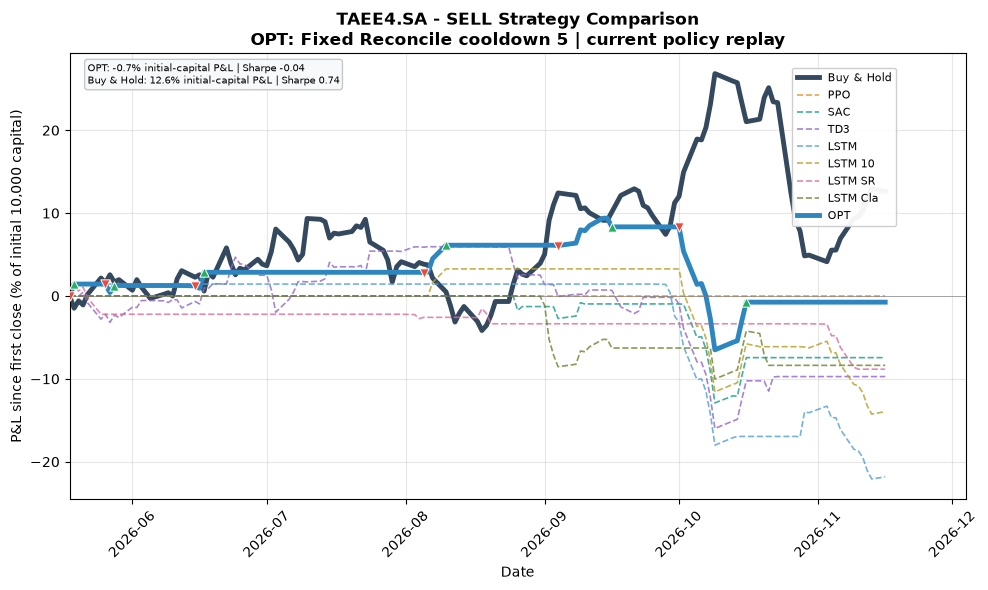 TAEE4.SA - SELL Strategy Comparison
OPT: Fixed Reconcile cooldown 5 | current policy replay
OPT: -0.7% initial-capital P&L | Sharpe -0.04
Buy & Hold: 12.6% initial-capital P&L | Sharpe 0.74
Buy & Hold
PPO
SAC
TD3
LSTM
LSTM 10
LSTM SR
LSTM Cla
OPT
P&L since first close (% of initial 10,000 capital)
20
10
0
−10
−20
2026-06
2026-07
2026-08
2026-09
2026-10
2026-11
2026-12
Date